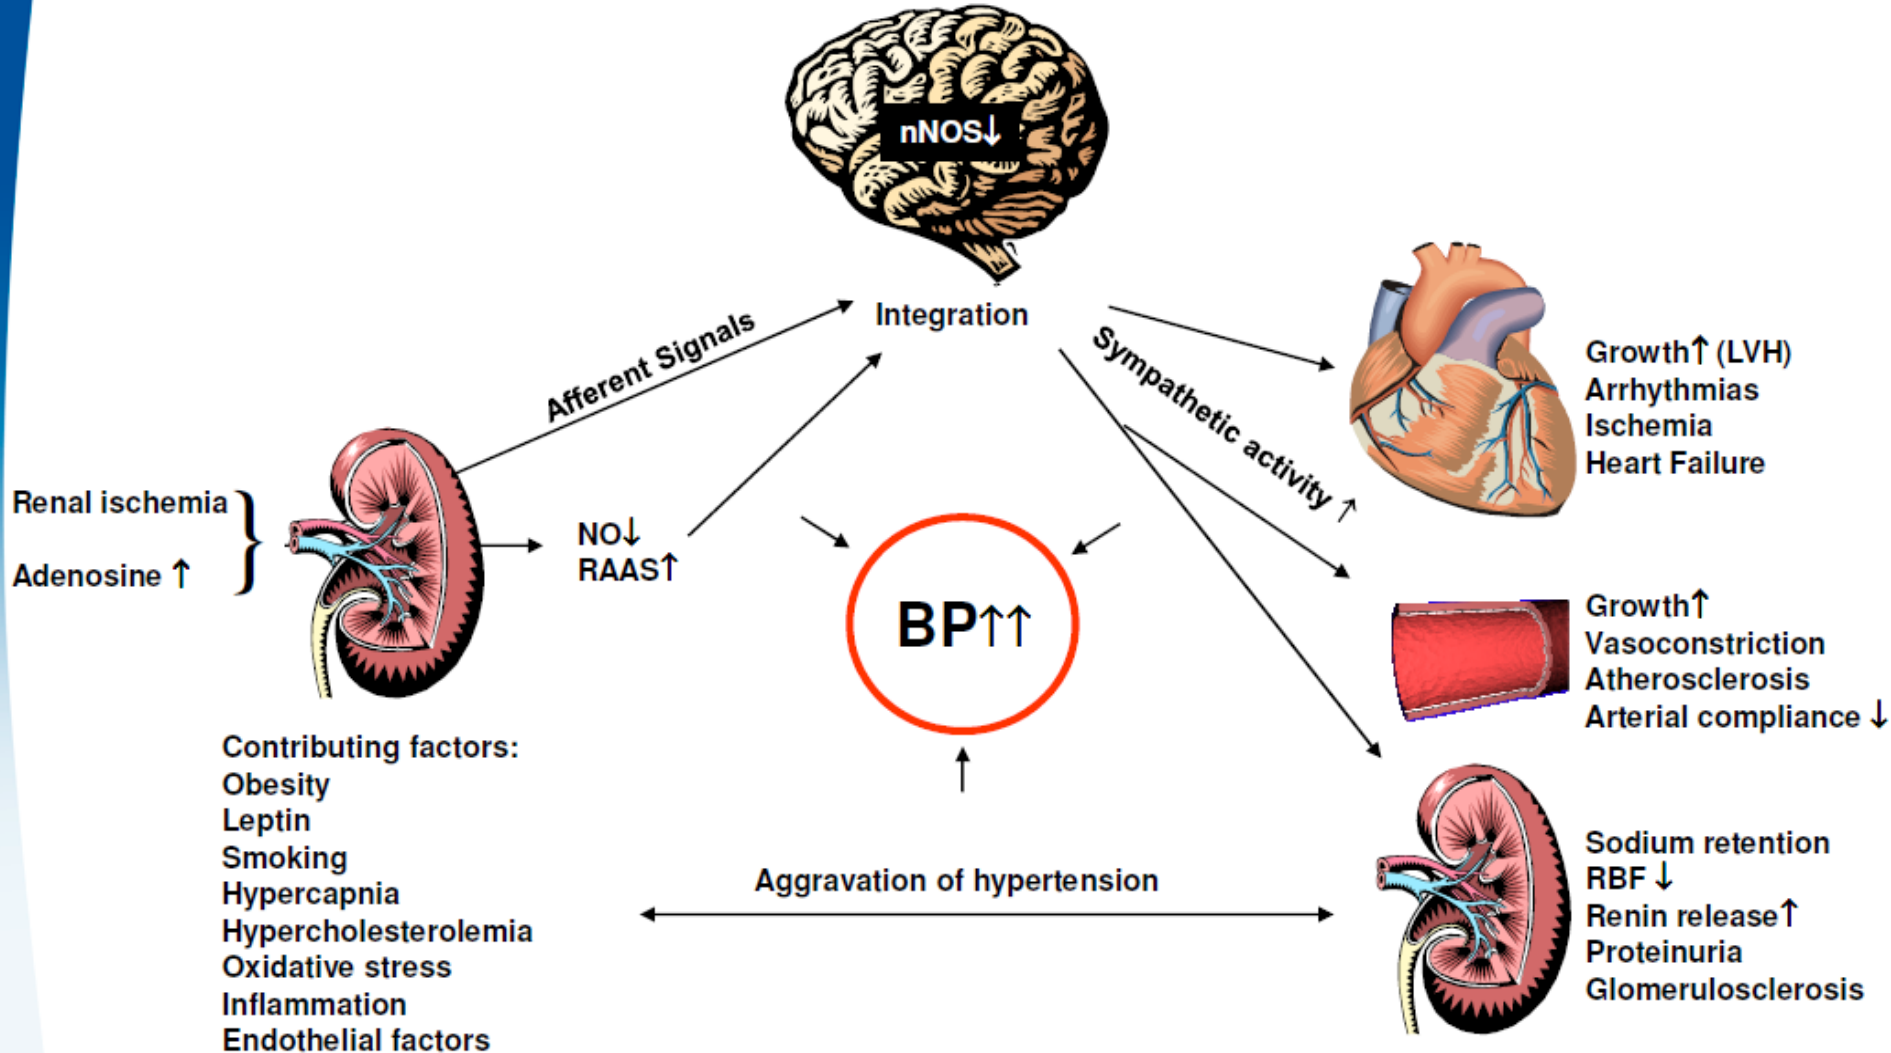 nNOS↓
Integration
Afferent Signals
Sympathetic activity ↑
Growth↑ (LVH)
Arrhythmias
Ischemia
Heart Failure
Renal ischemia
Adenosine ↑
NO↓
RAAS↑
BP↑↑
Growth↑
Vasoconstriction
Atherosclerosis
Arterial compliance ↓
Contributing factors:
Obesity
Leptin
Smoking
Hypercapnia
Hypercholesterolemia
Oxidative stress
Inflammation
Endothelial factors
Aggravation of hypertension
Sodium retention
RBF ↓
Renin release↑
Proteinuria
Glomerulosclerosis